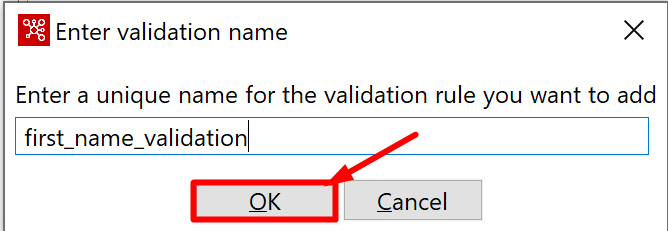 Enter validation name
Enter a unique name for the validation rule you want to add
first_name_validation
OK Cancel